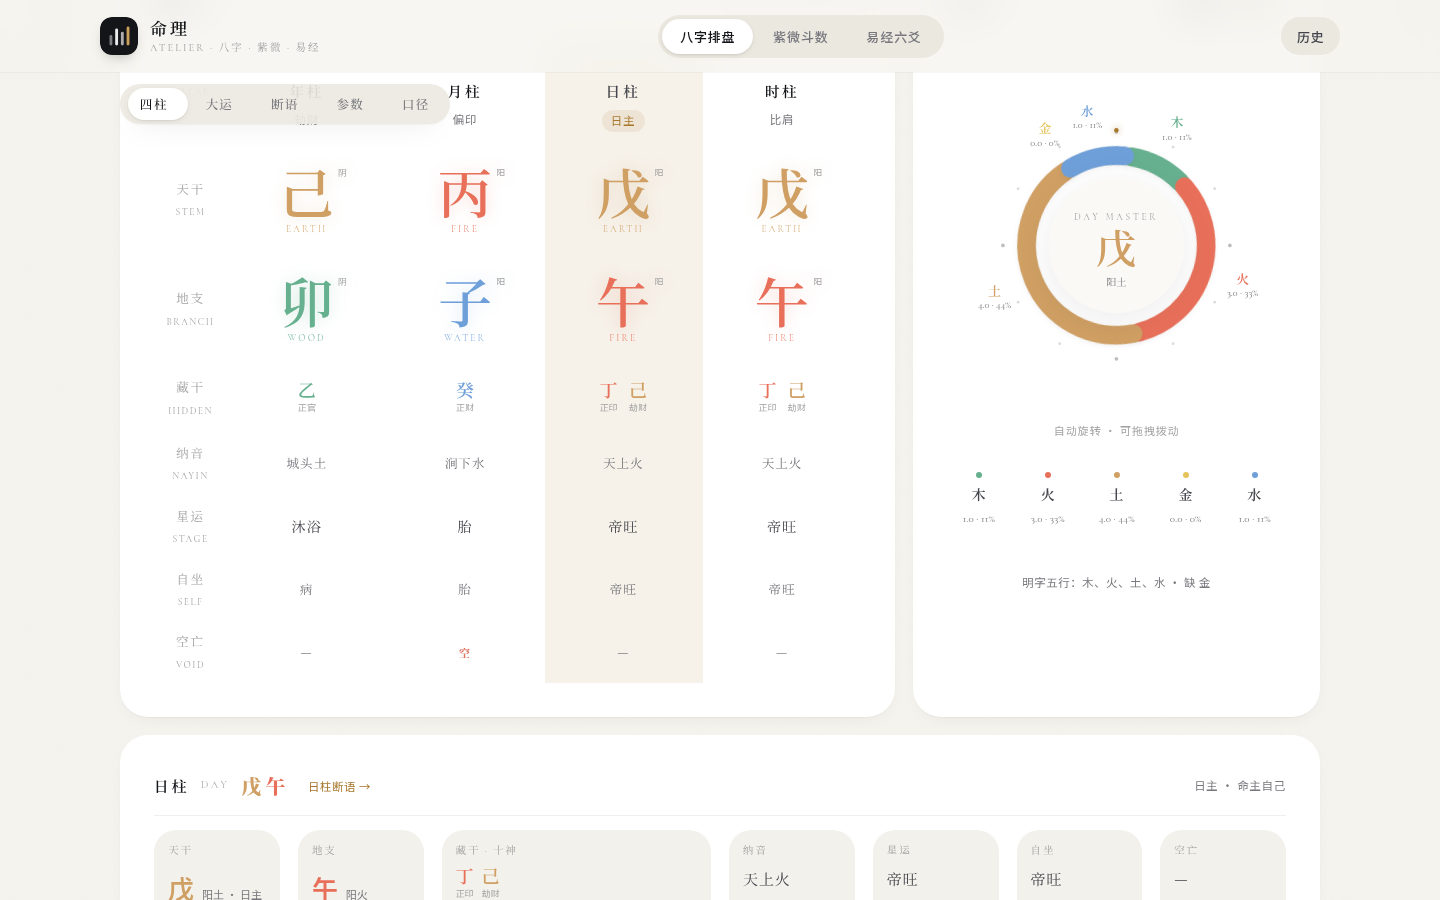 命理
ATELIER · 八字 · 紫微 · 易经
八字排盘 紫微斗数 易经六爻
历史
四柱 大运 断语 参数 口径
年柱 月柱 日柱 时柱
劫财 偏印 日主 比肩
天干
STEM
己 阴 丙 阳 戊 阳 戊 阳
EARTH FIRE EARTH EARTH
地支
BRANCH
卯 阴 子 阳 午 阳 午 阳
WOOD WATER FIRE FIRE
藏干
HIDDEN
乙 癸 丁 己 丁 己
正官 正财 正印 劫财 正印 劫财
纳音
NAYIN
城头土 涧下水 天上火 天上火
星运
STAGE
沐浴 胎 帝旺 帝旺
自坐
SELF
病 胎 帝旺 帝旺
空亡
VOID
— 空 — —
水
1.0 · 11%
木
1.0 · 11%
金
0.0 · 0%
火
3.0 · 33%
土
4.0 · 44%
DAY MASTER
戊
阳土
自动旋转 · 可拖拽拨动
木 火 土 金 水
1.0 · 11% 3.0 · 33% 4.0 · 44% 0.0 · 0% 1.0 · 11%
明字五行：木、火、土、水 · 缺 金
日柱 DAY 戊午 日柱断语 →
日主 · 命主自己
天干
戊 阳土 · 日主
地支
午 阳火
藏干 · 十神
丁 己
正印 劫财
纳音
天上火
星运
帝旺
自坐
帝旺
空亡
—